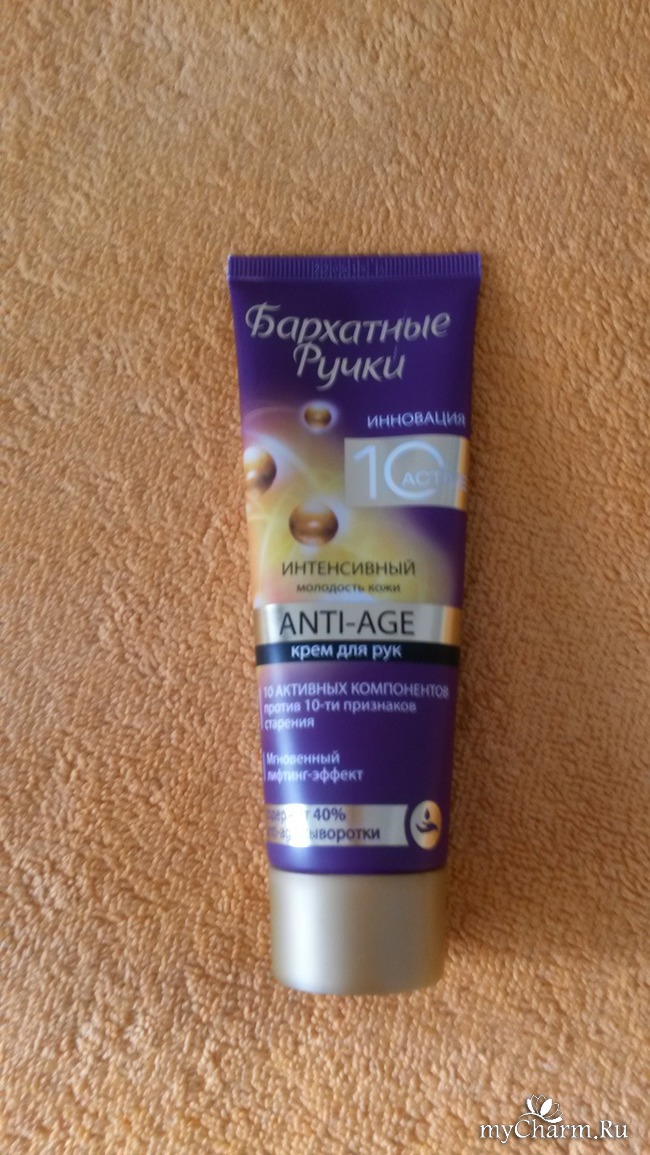 Бархатные
Ручки
ИННОВАЦИЯ
10
ИНТЕНСИВНЫЙ
молодость кожи
ANTI-AGE
крем для рук
10 АКТИВНЫХ КОМПОНЕНТОВ
против 10-ти признаков
старения
Мгновенный
лифтинг-эффект
40%
myCharm.Ru